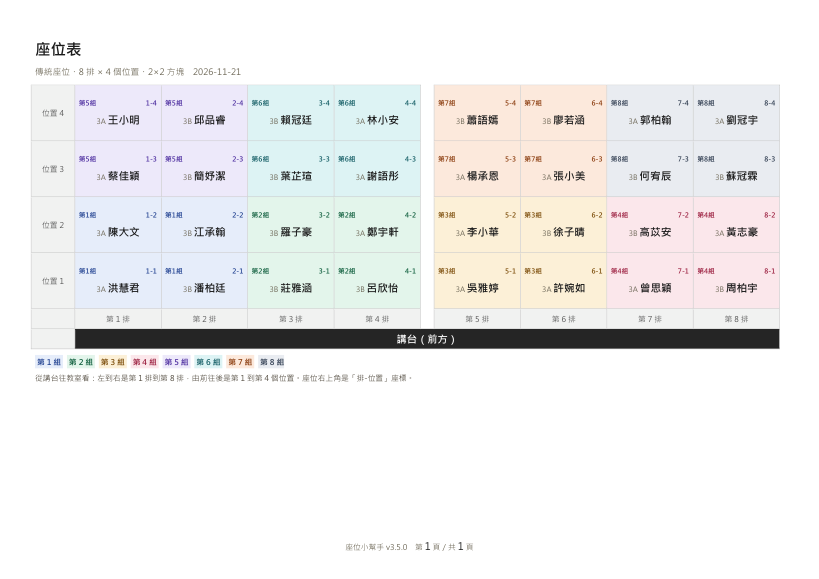 座位表
傳統座位 · 8 排 × 4 個位置 · 2×2 方塊 2026-11-21
位置 4 第5組 1-4 3A 王小明 第5組 2-4 3B 邱品睿 第6組 3-4 3B 賴冠廷 第6組 4-4 3A 林小安 第7組 5-4 3B 蕭語嫣 第7組 6-4 3B 廖若涵 第8組 7-4 3A 郭柏翰 第8組 8-4 3A 劉冠宇
位置 3 第5組 1-3 3A 蔡佳穎 第5組 2-3 3B 簡妤潔 第6組 3-3 3B 葉芷瑄 第6組 4-3 3A 謝語彤 第7組 5-3 3A 楊承恩 第7組 6-3 3A 張小美 第8組 7-3 3B 何宥辰 第8組 8-3 3B 蘇冠霖
位置 2 第1組 1-2 3A 陳大文 第1組 2-2 3B 江承翰 第2組 3-2 3B 羅子豪 第2組 4-2 3A 鄭宇軒 第3組 5-2 3A 李小華 第3組 6-2 3B 徐子晴 第4組 7-2 3B 高苡安 第4組 8-2 3A 黃志豪
位置 1 第1組 1-1 3A 洪慧君 第1組 2-1 3B 潘柏廷 第2組 3-1 3B 莊雅涵 第2組 4-1 3B 呂欣怡 第3組 5-1 3A 吳雅婷 第3組 6-1 3A 許婉如 第4組 7-1 3A 曾思穎 第4組 8-1 3B 周柏宇
第 1 排 第 2 排 第 3 排 第 4 排 第 5 排 第 6 排 第 7 排 第 8 排
講台（前方）
第 1 組 第 2 組 第 3 組 第 4 組 第 5 組 第 6 組 第 7 組 第 8 組
從講台往教室看：左到右是第 1 排到第 8 排，由前往後是第 1 到第 4 個位置。座位右上角是「排-位置」座標。
座位小幫手 v3.5.0 第 1 頁 / 共 1 頁